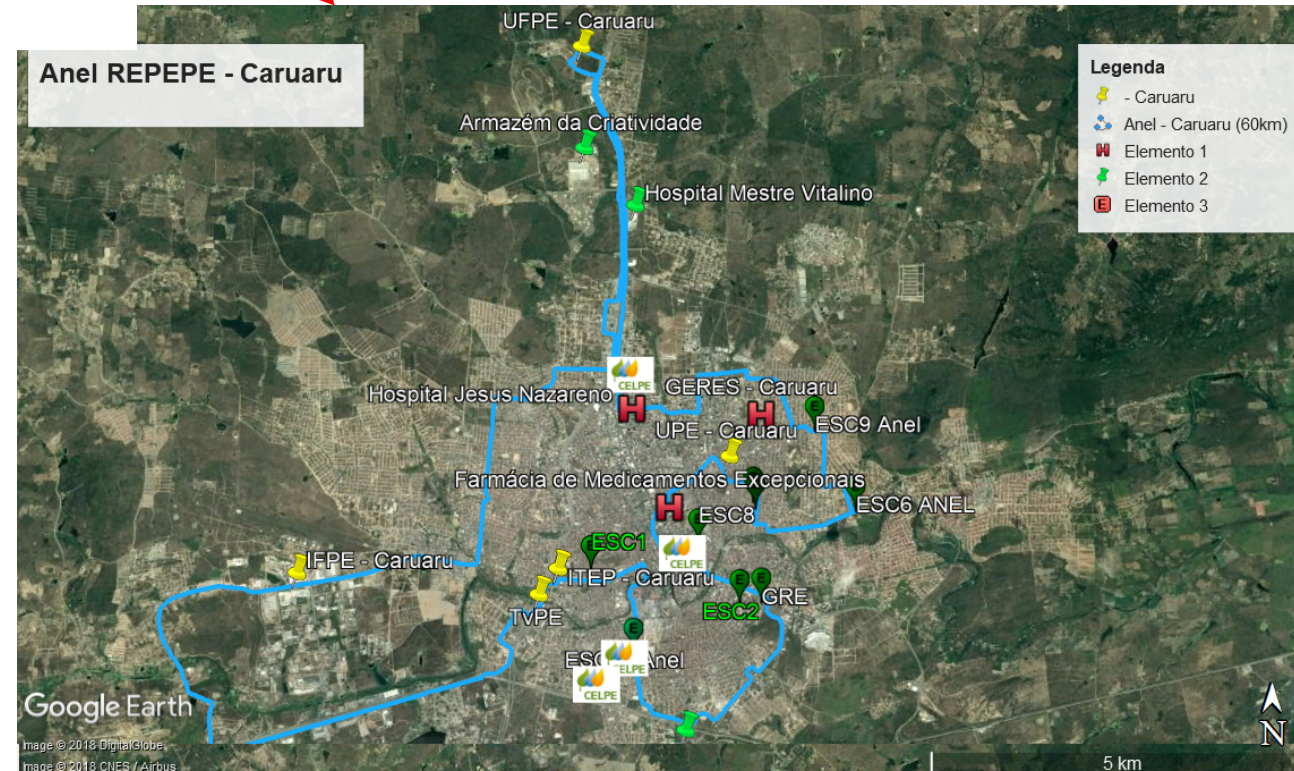 UFPE - Caruaru
Anel REPEPE - Caruaru
Legenda
- Caruaru
Anel - Caruaru (60km)
H Elemento 1
Elemento 2
E Elemento 3
Armazém da Criatividade
Hospital Mestre Vitalino
CELPE
Hospital Jesus Nazareno
H
GERES - Caruaru
H
E
ESC9 Anel
UPE - Caruaru
Farmácia de Medicamentos Excepcionais
H
ESC8
ESC6 ANEL
CELPE
E
ESC1
IFPE - Caruaru
ITEP - Caruaru
E
E
ESC2
GRE
TvPE
E
ESC
Anel
CELPE
CELPE
Google Earth
N
Image © 2018 DigitalGlobe
Image © 2018 CNES / Airbus
5 km